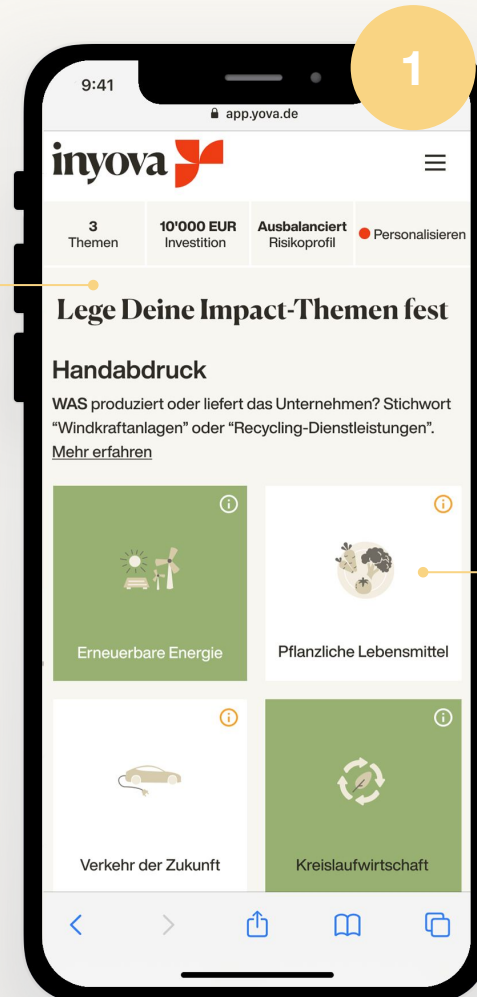 1
9:41
app.yova.de
inyova
3
Themen
10'000 EUR
Investition
Ausbalanciert
Risikoprofil
Personalisieren
Lege Deine Impact-Themen fest
Handabdruck
WAS produziert oder liefert das Unternehmen? Stichwort
“Windkraftanlagen” oder “Recycling-Dienstleistungen”.
Mehr erfahren
Erneuerbare Energie
Pflanzliche Lebensmittel
Verkehr der Zukunft
Kreislaufwirtschaft